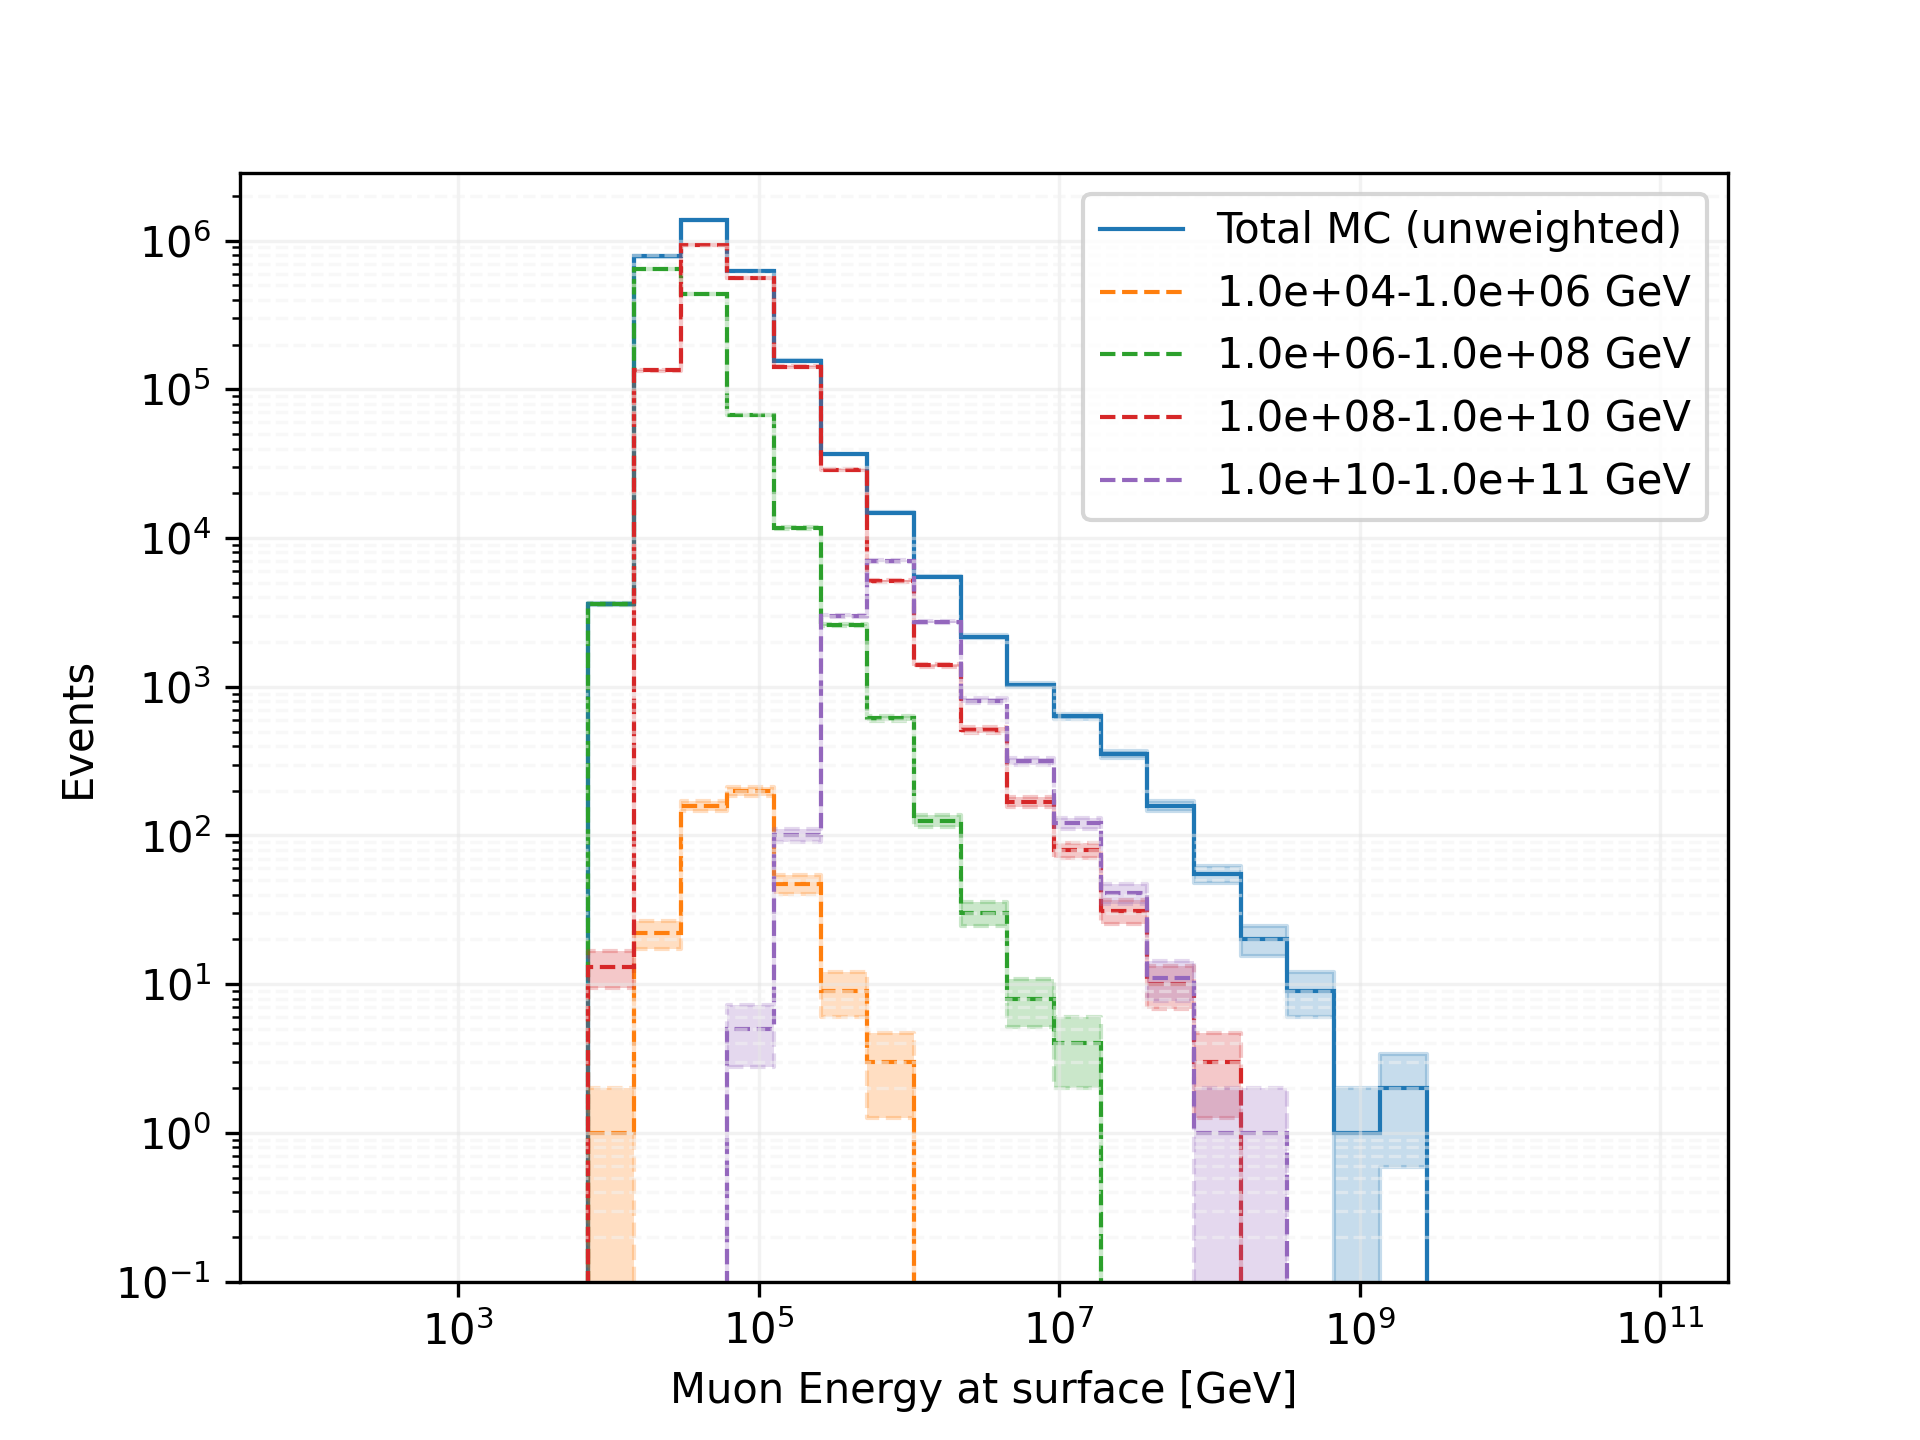 Total MC (unweighted)
1.0e+04-1.0e+06 GeV
1.0e+06-1.0e+08 GeV
1.0e+08-1.0e+10 GeV
1.0e+10-1.0e+11 GeV
Events
10⁶
10⁵
10⁴
10³
10²
10¹
10⁰
10⁻¹
10³ 10⁵ 10⁷ 10⁹ 10¹¹
Muon Energy at surface [GeV]